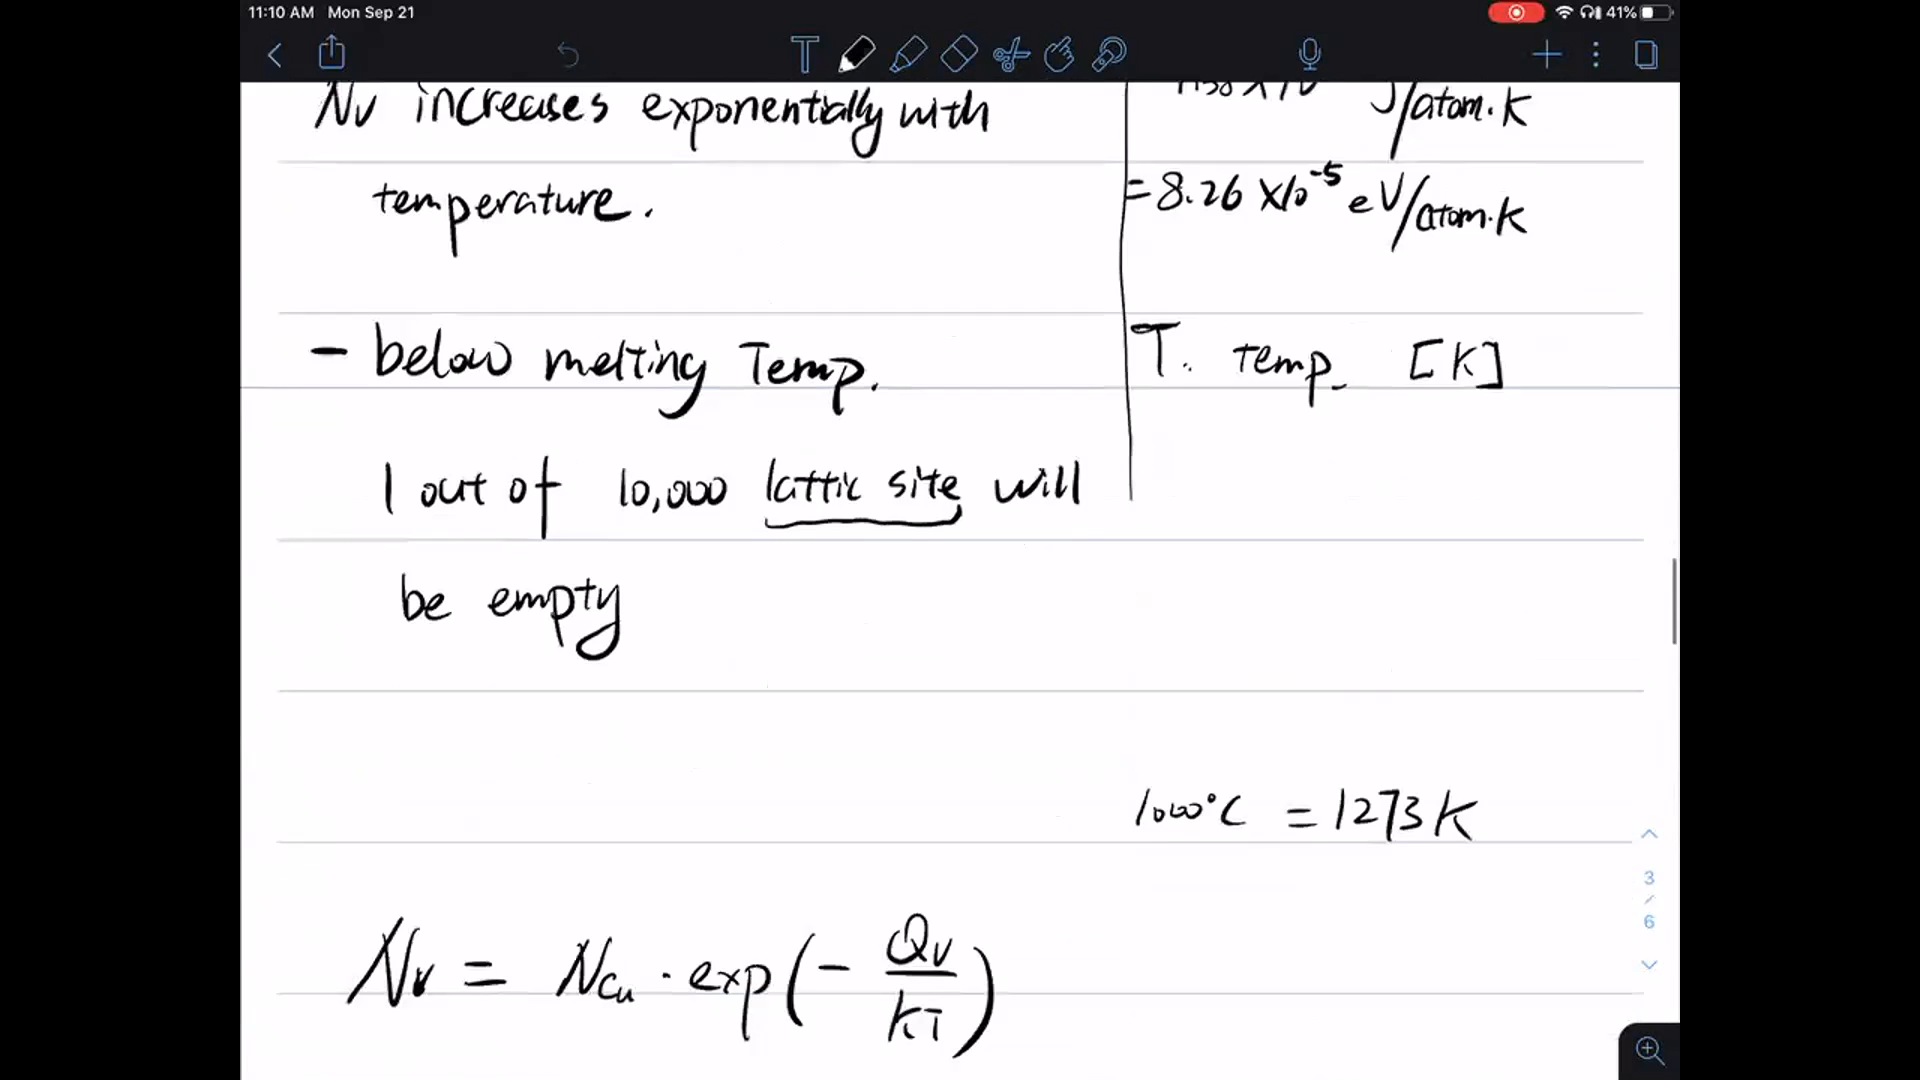 11:10 AM Mon Sep 21
41%
T
Nv increases exponentially with
temperature.
J/atom·K
= 8.26 X10⁻⁵ eV/atom·K
- below melting Temp.
T. temp. [K]
1 out of 10,000 lattic site will
be empty
1000°C = 1273K
3
/
6
Nv = NCu · exp(- Qv/kT)